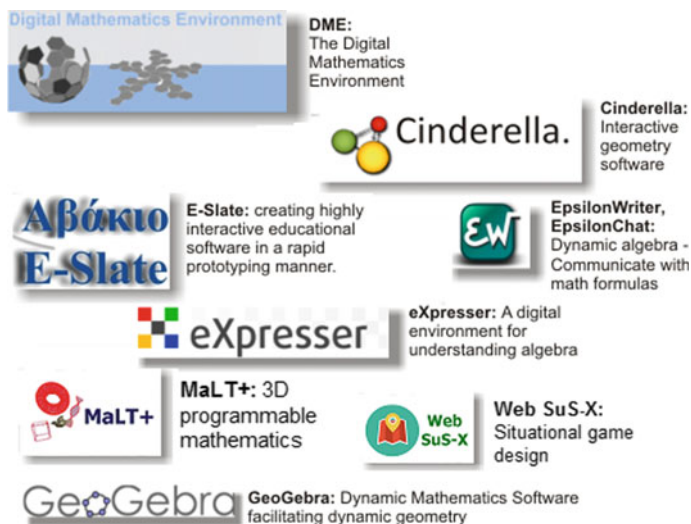 Digital Mathematics Environment
DME:
The Digital
Mathematics
Environment
Cinderella.
Cinderella:
Interactive
geometry
software
Αβάκιο
E-Slate
E-Slate: creating highly
interactive educational
software in a rapid
prototyping manner.
EW
EpsilonWriter,
EpsilonChat:
Dynamic algebra -
Communicate with
math formulas
eXpresser
eXpresser: A digital
environment for
understanding algebra
MaLT+
MaLT+: 3D
programmable
mathematics
Web
SuS-X
Web SuS-X:
Situational game
design
GeoGebra
GeoGebra: Dynamic Mathematics Software
facilitating dynamic geometry